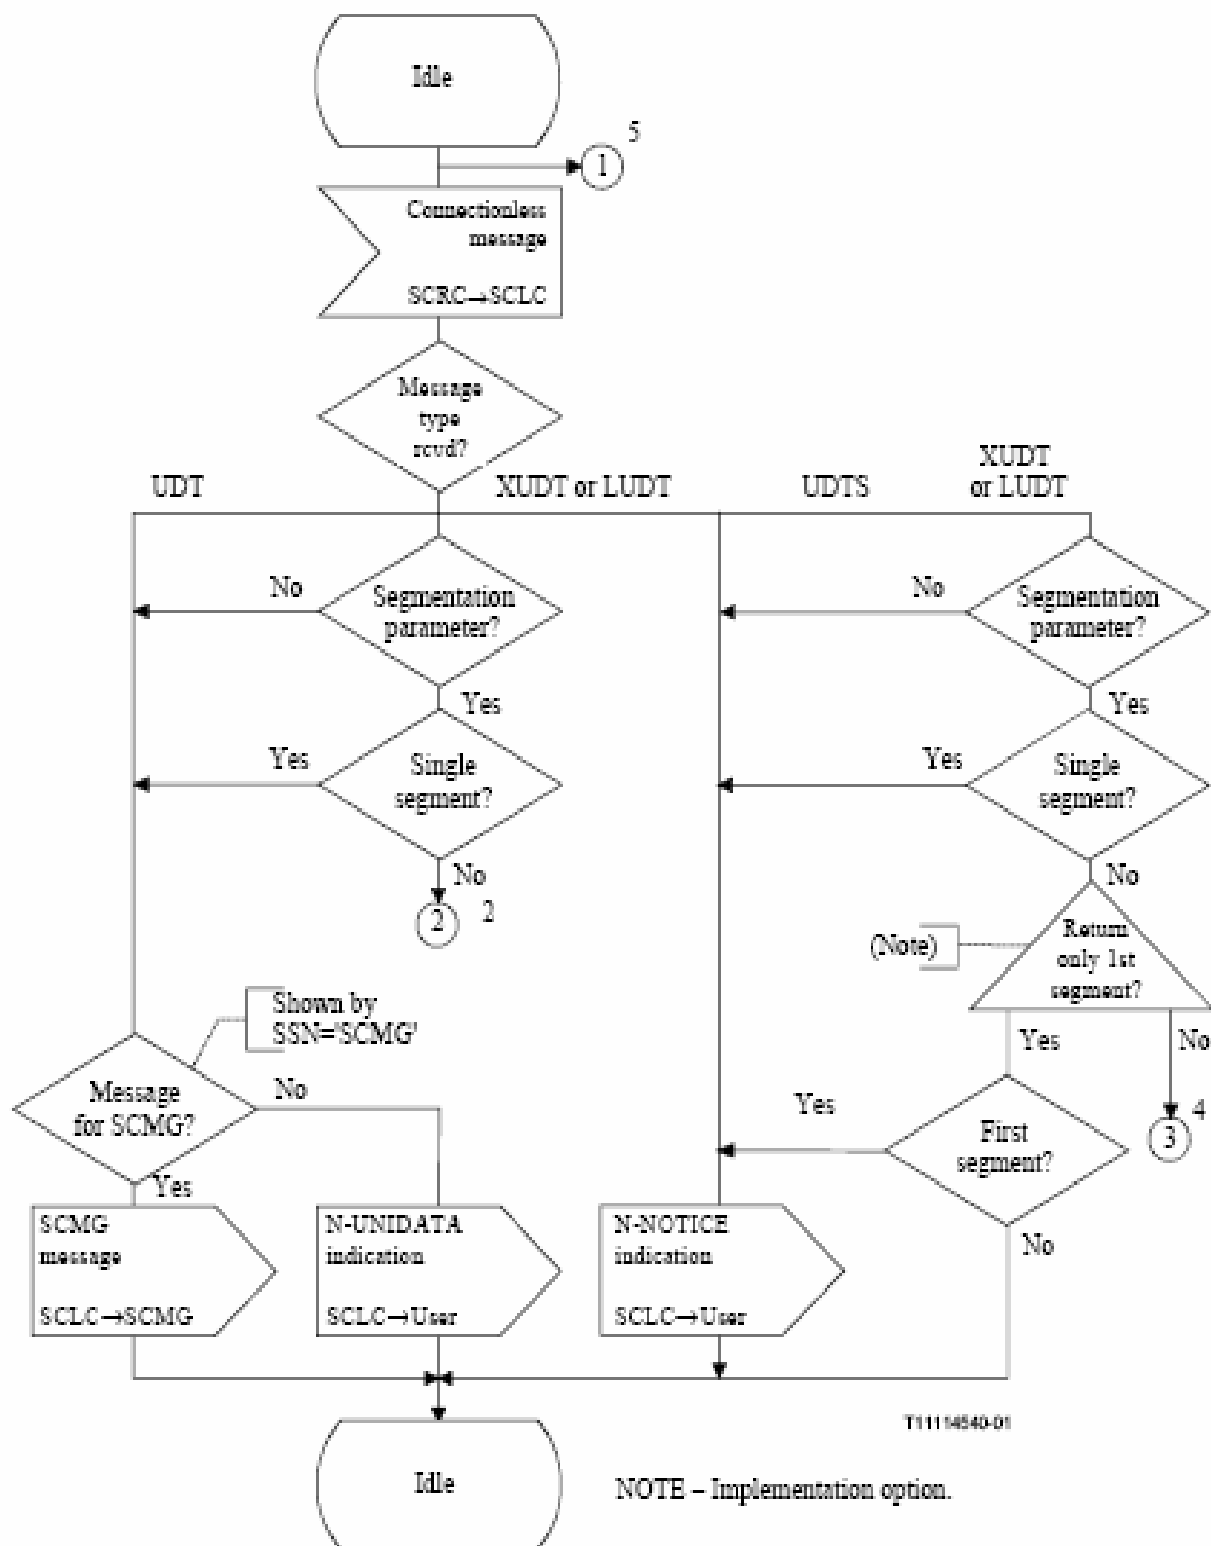 Idle
5
1
Connectionless
message
SCRC→SCLC
Message
type
rcvd?
UDT
XUDT or LUDT
UDTS
XUDT
or LUDT
No
Segmentation
parameter?
No
Segmentation
parameter?
Yes
Yes
Yes
Single
segment?
Yes
Single
segment?
No
2
2
No
(Note)
Return
only 1st
segment?
Shown by
SSN='SCMG'
Yes
No
Message
for SCMG?
No
Yes
First
segment?
4
3
Yes
SCMG
message
SCLC→SCMG
N-UNIDATA
indication
SCLC→User
N-NOTICE
indication
SCLC→User
No
T11114640-01
Idle
NOTE – Implementation option.